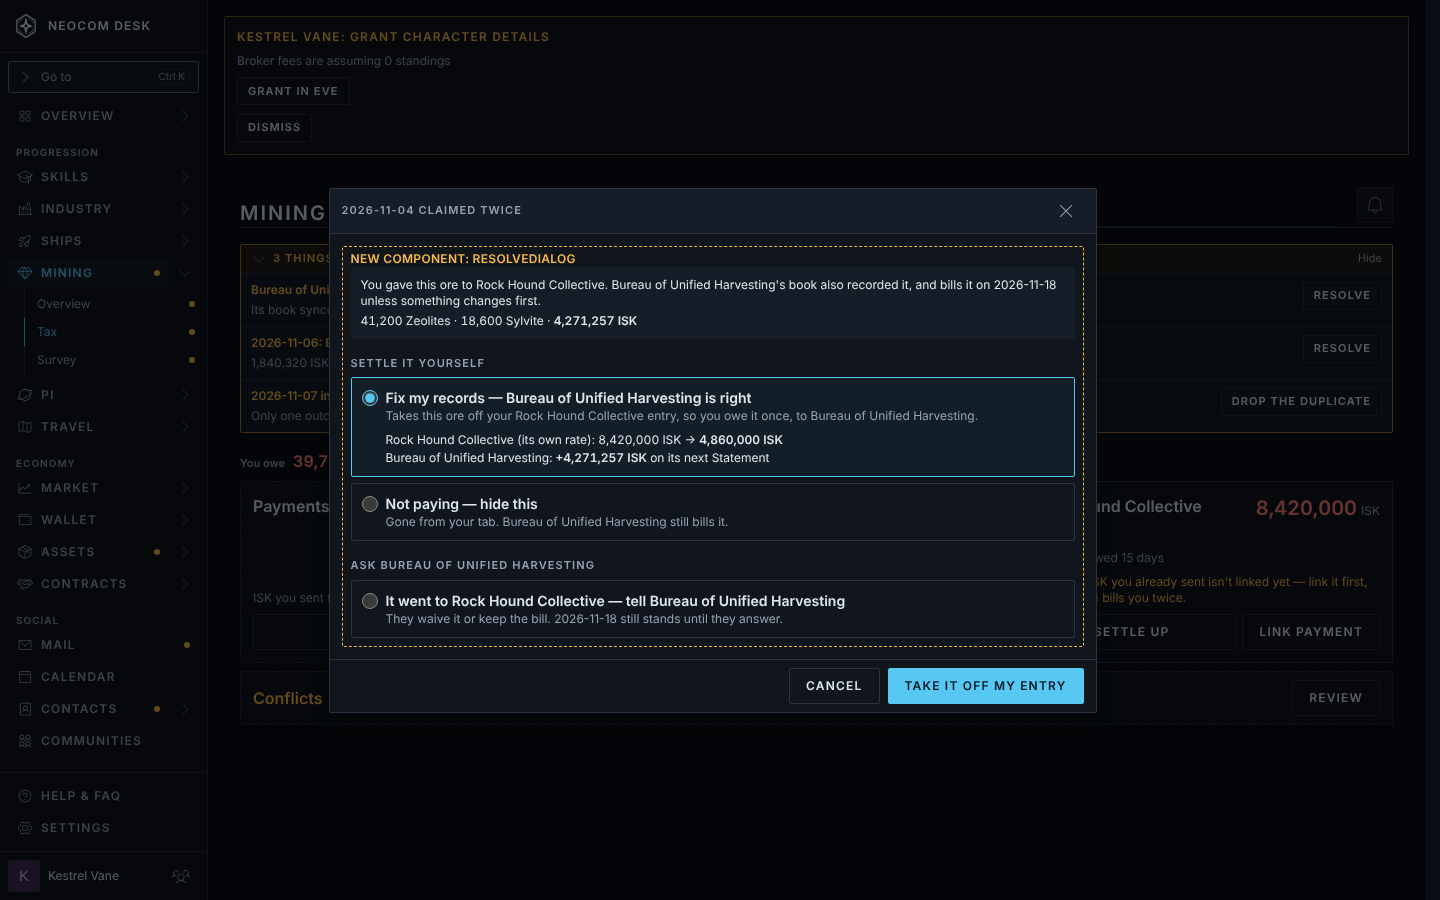 NEOCOM DESK
Go to
Ctrl K
OVERVIEW
PROGRESSION
SKILLS
INDUSTRY
SHIPS
MINING
Overview
Tax
Survey
PI
TRAVEL
ECONOMY
MARKET
WALLET
ASSETS
CONTRACTS
SOCIAL
MAIL
CALENDAR
CONTACTS
COMMUNITIES
HELP & FAQ
SETTINGS
K
Kestrel Vane
KESTREL VANE: GRANT CHARACTER DETAILS
Broker fees are assuming 0 standings
GRANT IN EVE
DISMISS
MINING
3 THINGS
Hide
Bureau of Uni
Its book sync
RESOLVE
2026-11-06:
1,840,320 ISK
RESOLVE
2026-11-07 in
Only one
DROP THE DUPLICATE
You owe 39,7
Payments
ISK you sent
nd Collective
8,420,000 ISK
wed 15 days
SK you already sent isn't linked yet — link it first,
bills you twice.
SETTLE UP
LINK PAYMENT
Conflicts
REVIEW
2026-11-04 CLAIMED TWICE
NEW COMPONENT: RESOLVEDIALOG
You gave this ore to Rock Hound Collective. Bureau of Unified Harvesting's book also recorded it, and bills it on 2026-11-18
unless something changes first.
41,200 Zeolites · 18,600 Sylvite · 4,271,257 ISK
SETTLE IT YOURSELF
Fix my records — Bureau of Unified Harvesting is right
Takes this ore off your Rock Hound Collective entry, so you owe it once, to Bureau of Unified Harvesting.
Rock Hound Collective (its own rate): 8,420,000 ISK → 4,860,000 ISK
Bureau of Unified Harvesting: +4,271,257 ISK on its next Statement
Not paying — hide this
Gone from your tab. Bureau of Unified Harvesting still bills it.
ASK BUREAU OF UNIFIED HARVESTING
It went to Rock Hound Collective — tell Bureau of Unified Harvesting
They waive it or keep the bill. 2026-11-18 still stands until they answer.
CANCEL
TAKE IT OFF MY ENTRY